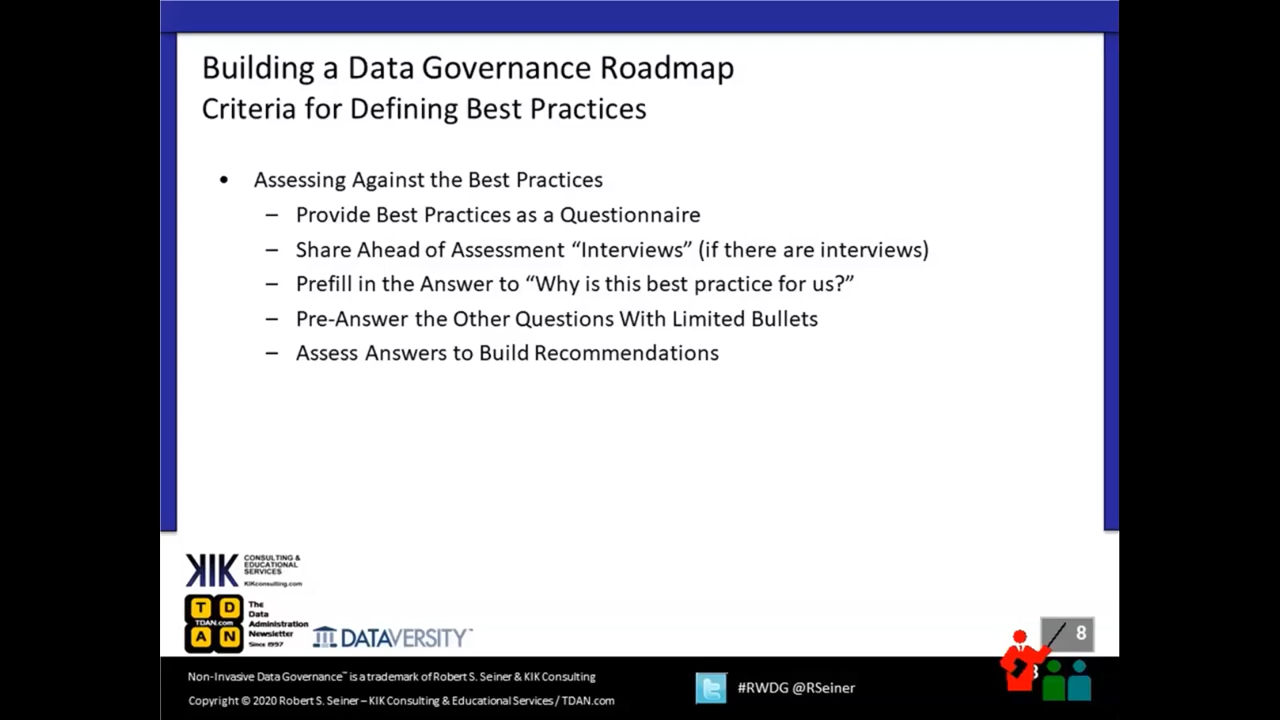 Building a Data Governance Roadmap
Criteria for Defining Best Practices
• Assessing Against the Best Practices
– Provide Best Practices as a Questionnaire
– Share Ahead of Assessment “Interviews” (if there are interviews)
– Prefill in the Answer to “Why is this best practice for us?”
– Pre-Answer the Other Questions With Limited Bullets
– Assess Answers to Build Recommendations
KIK
CONSULTING &
EDUCATIONAL
SERVICES
KIKconsulting.com
T D
TDAN.com
A N
The
Data
Administration
Newsletter
Since 1997
DATAVERSITY™
8
Non-Invasive Data Governance™ is a trademark of Robert S. Seiner & KIK Consulting
Copyright © 2020 Robert S. Seiner – KIK Consulting & Educational Services / TDAN.com
#RWDG @RSeiner